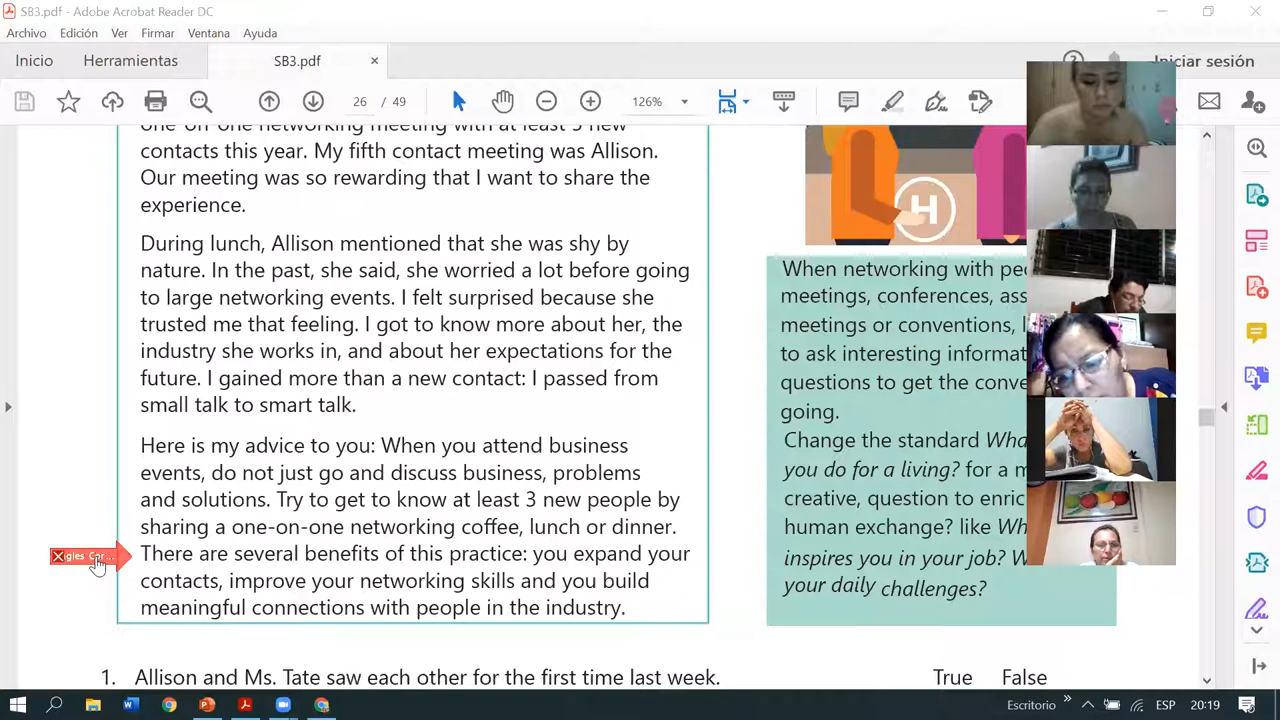 SB3.pdf - Adobe Acrobat Reader DC
Archivo Edición Ver Firmar Ventana Ayuda
Inicio Herramientas SB3.pdf Iniciar sesión
26 / 49 126%
one-on-one networking meeting with at least 5 new
contacts this year. My fifth contact meeting was Allison.
Our meeting was so rewarding that I want to share the
experience.
During lunch, Allison mentioned that she was shy by
nature. In the past, she said, she worried a lot before going
to large networking events. I felt surprised because she
trusted me that feeling. I got to know more about her, the
industry she works in, and about her expectations for the
future. I gained more than a new contact: I passed from
small talk to smart talk.
Here is my advice to you: When you attend business
events, do not just go and discuss business, problems
and solutions. Try to get to know at least 3 new people by
sharing a one-on-one networking coffee, lunch or dinner.
There are several benefits of this practice: you expand your
contacts, improve your networking skills and you build
meaningful connections with people in the industry.
H
When networking with
meetings, conferences,
meetings or conventions,
to ask interesting
questions to get the
going.
Change the standard
you do for a living? for a
creative, question to
human exchange? like
inspires you in your job?
your daily challenges?
1. Allison and Ms. Tate saw each other for the first time last week. True False
Escritorio ESP 20:19